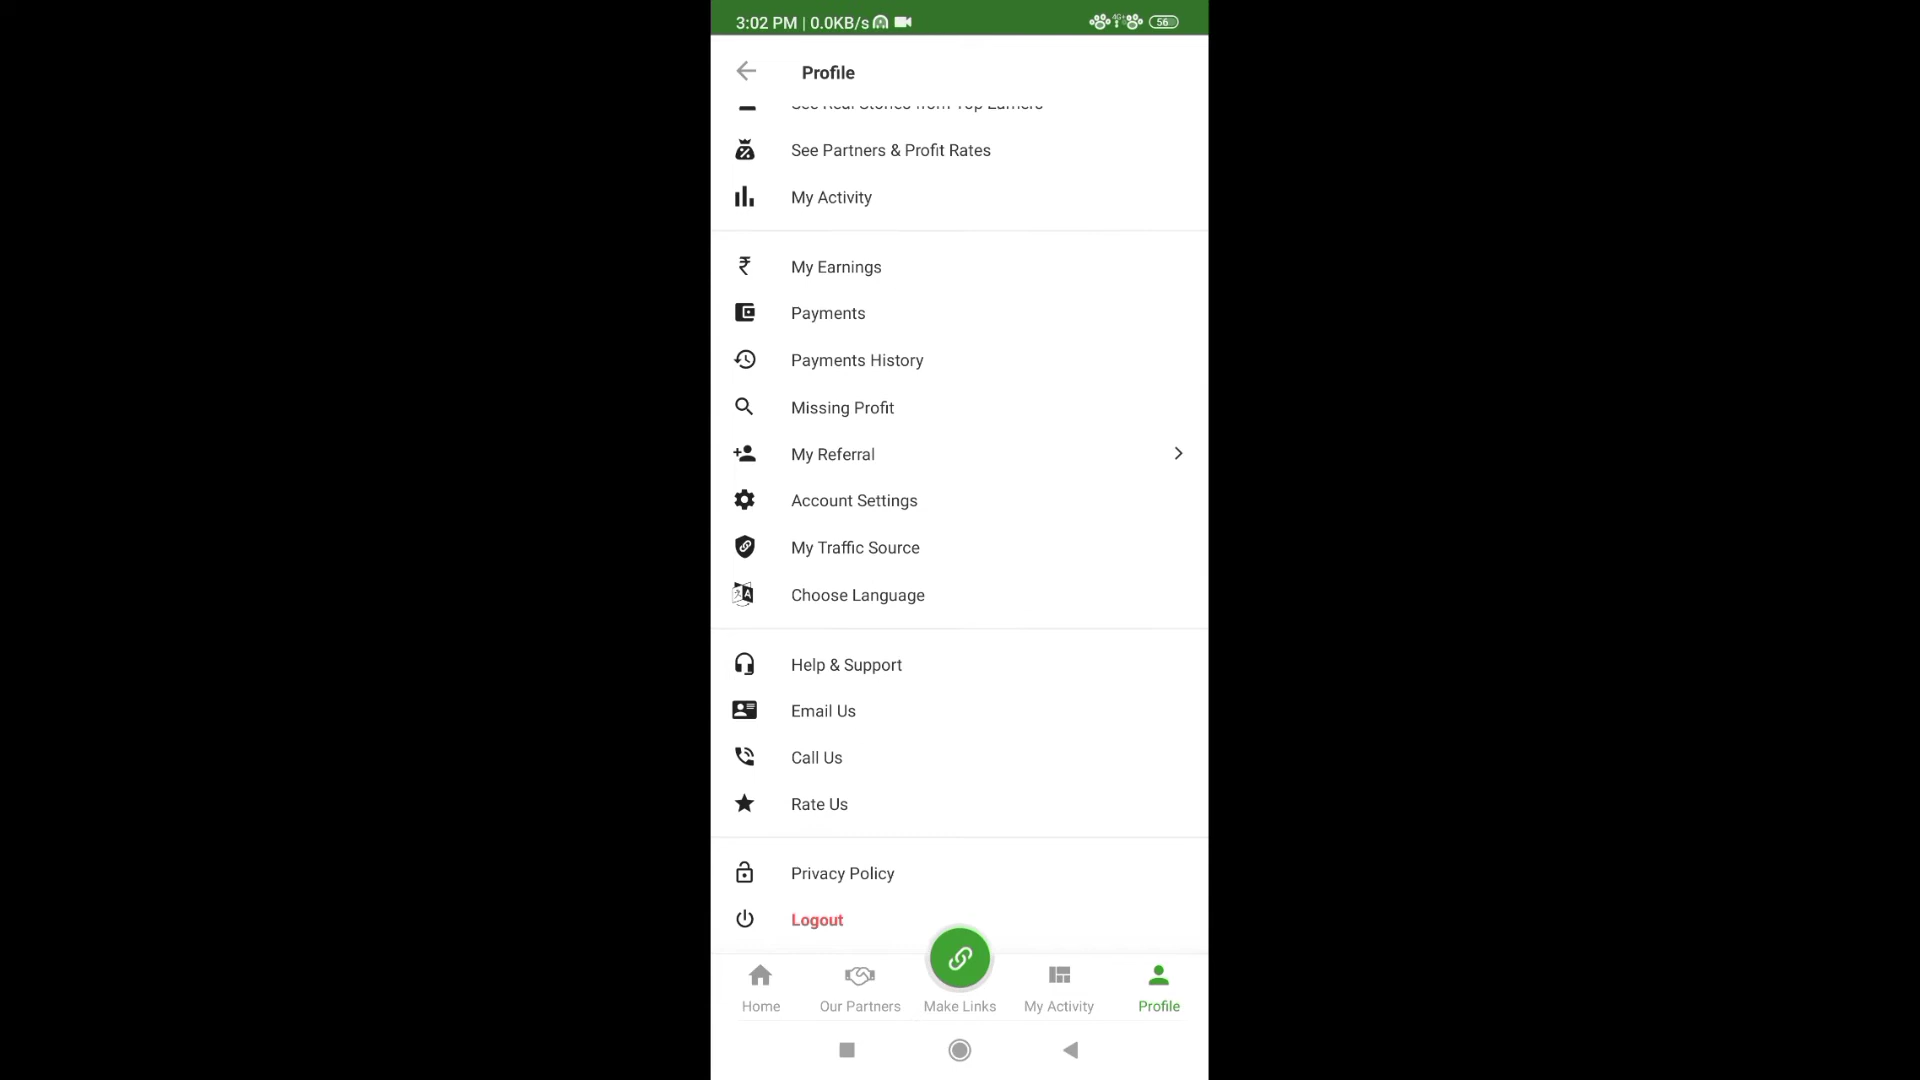 3:02 PM | 0.0KB/s
4G+
56
Profile
See Real Stories from Top Earners
See Partners & Profit Rates
My Activity
My Earnings
Payments
Payments History
Missing Profit
My Referral
Account Settings
My Traffic Source
Choose Language
Help & Support
Email Us
Call Us
Rate Us
Privacy Policy
Logout
Home
Our Partners
Make Links
My Activity
Profile